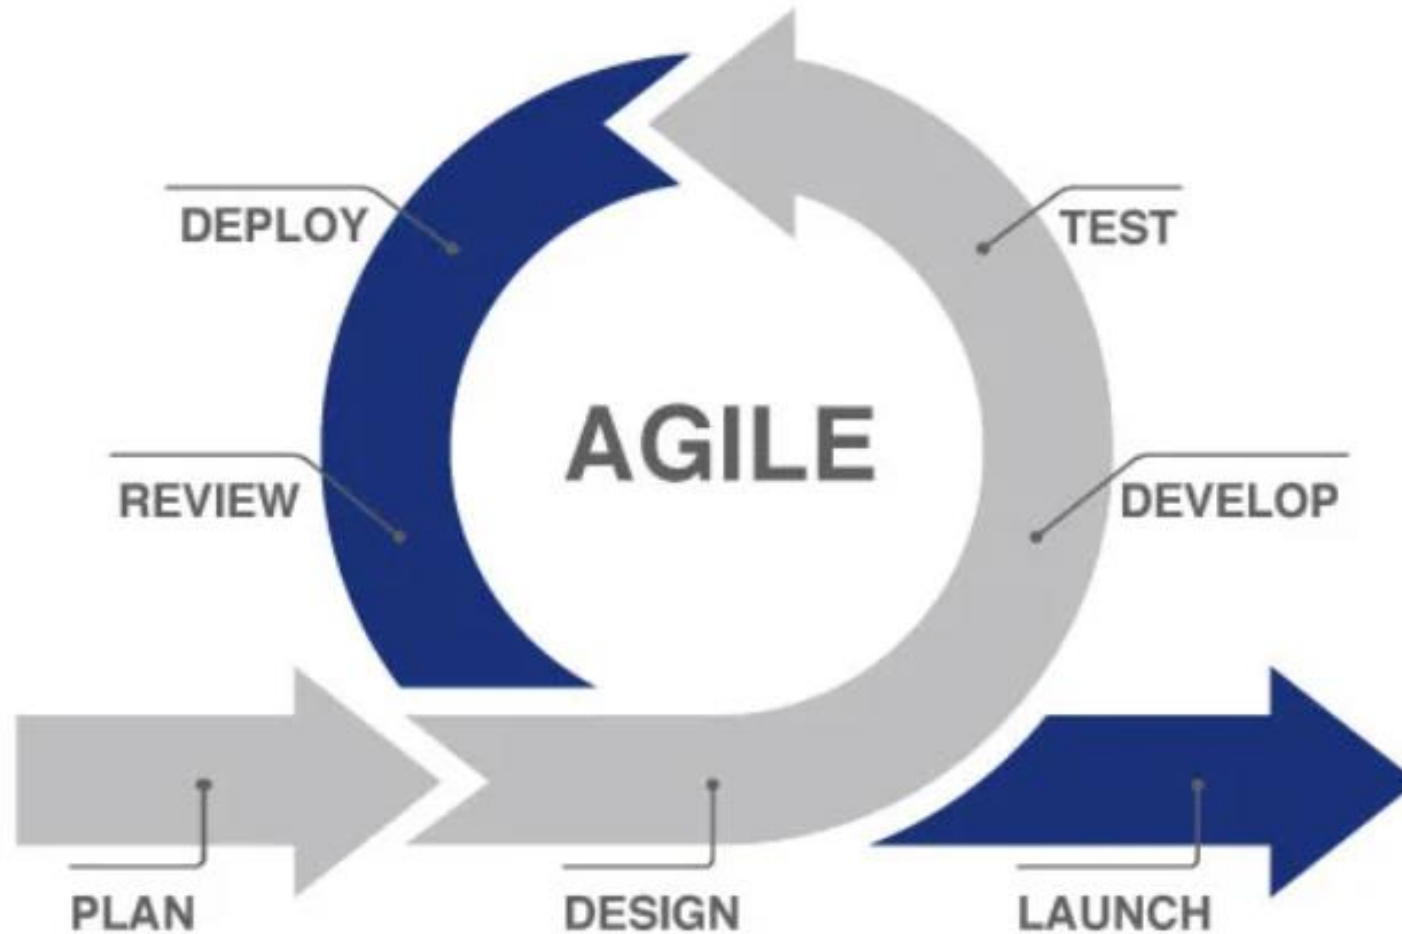 DEPLOY
TEST
AGILE
REVIEW
DEVELOP
PLAN
DESIGN
LAUNCH